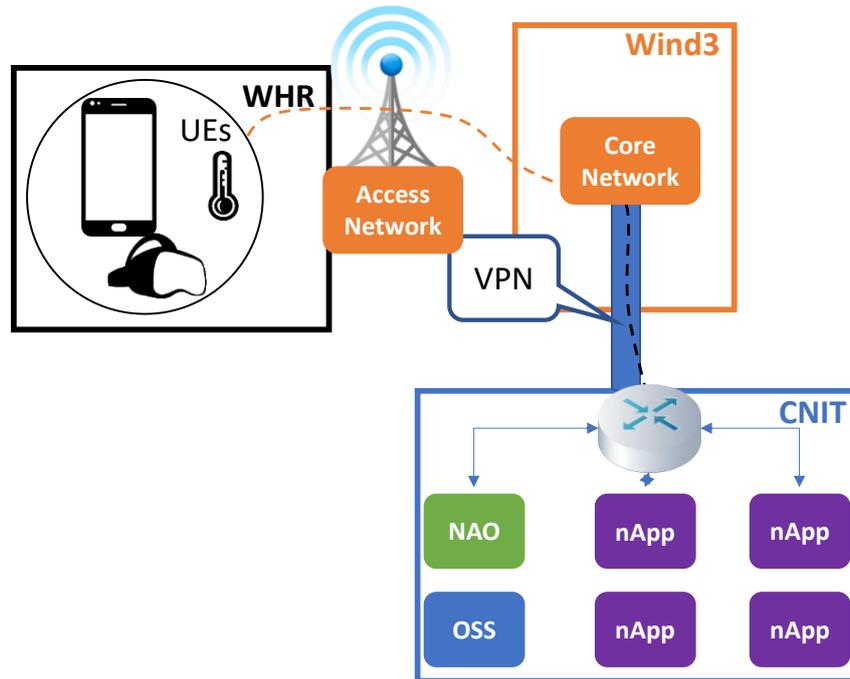 Wind3
WHR
UEs
Core
Network
Access
Network
VPN
CNIT
NAO
nApp
nApp
OSS
nApp
nApp